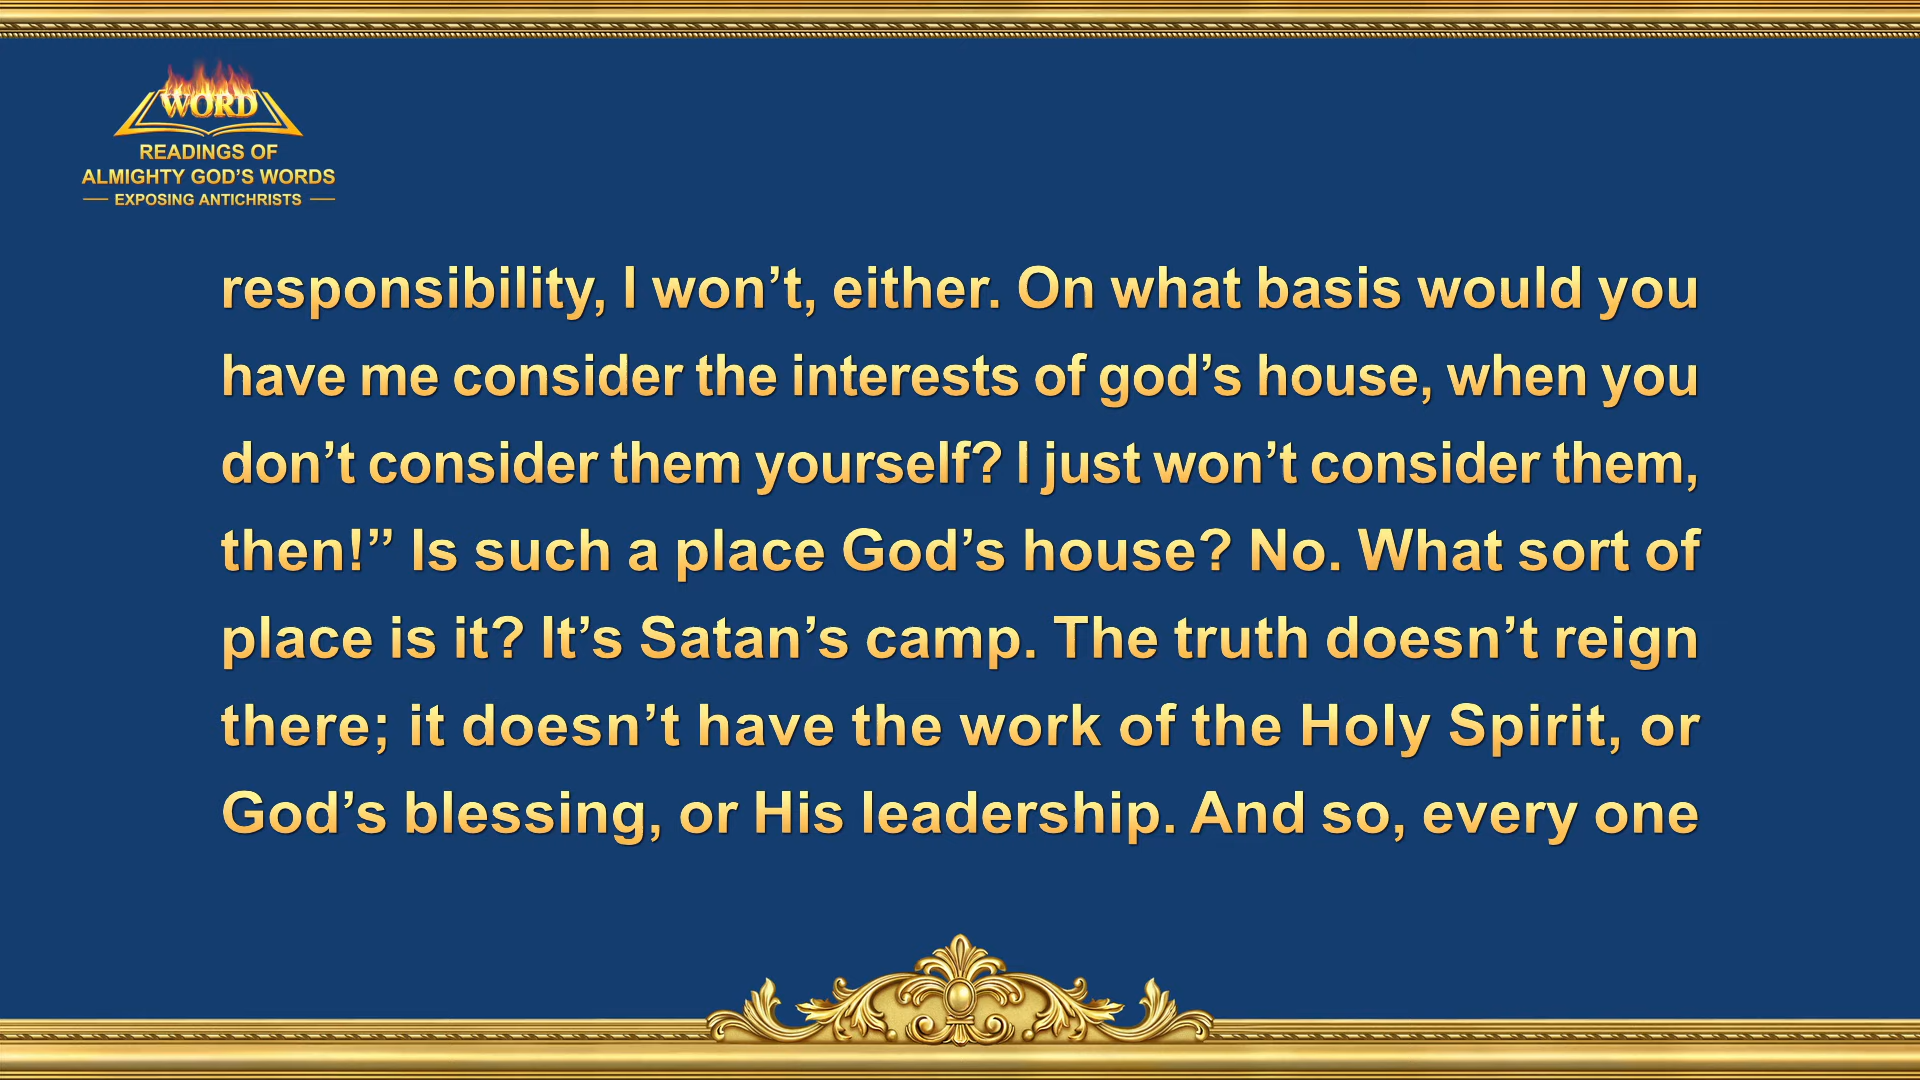 WORD
READINGS OF
ALMIGHTY GOD’S WORDS
EXPOSING ANTICHRISTS
responsibility, I won’t, either. On what basis would you
have me consider the interests of god’s house, when you
don’t consider them yourself? I just won’t consider them,
then!” Is such a place God’s house? No. What sort of
place is it? It’s Satan’s camp. The truth doesn’t reign
there; it doesn’t have the work of the Holy Spirit, or
God’s blessing, or His leadership. And so, every one